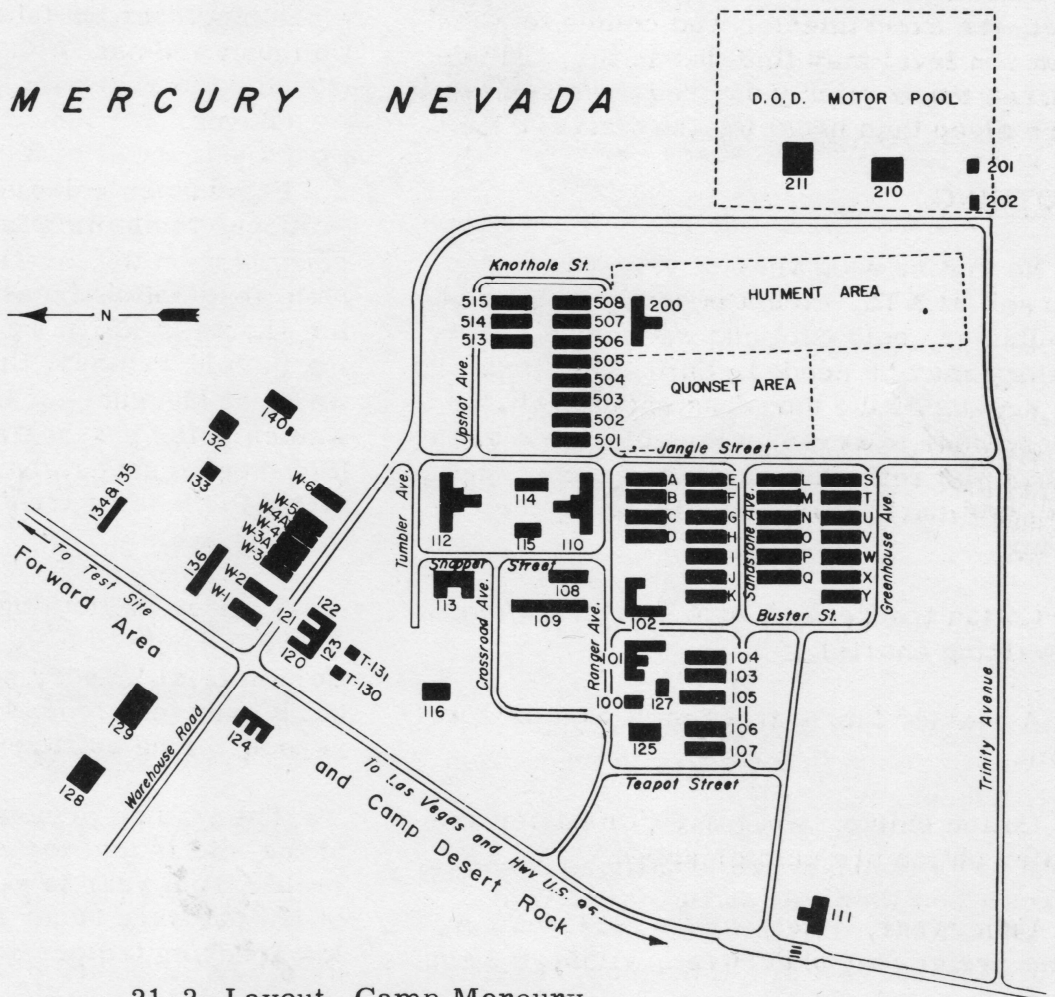 MERCURY NEVADA
D.O.D. MOTOR POOL
211
210
201
202
N
Knothole St.
HUTMENT AREA
515
514
513
508
507
506
505
504
503
502
501
200
QUONSET AREA
Upshot Ave.
Jangle Street
140
132
133
134 & 135
136
W-6
W-5
W-4A
W-4
W-3A
W-3
W-2
W-1
Tumbler Ave.
112
114
115
110
A
B
C
D
E
F
G
H
I
J
K
Sandstone Ave.
L
M
N
O
P
Q
S
T
U
V
W
X
Y
Greenhouse Ave.
To Test Site
Forward Area
Snapper Street
113
108
109
Crossroad Ave.
102
Buster St.
Ranger Ave.
121
122
120
123
T-131
T-130
116
101
100
127
125
104
103
105
106
107
Teapot Street
Trinity Avenue
129
128
Warehouse Road
124
To Las Vegas and Hwy U.S. 95
and Camp Desert Rock
111
21-2 Layout, Camp Mercury